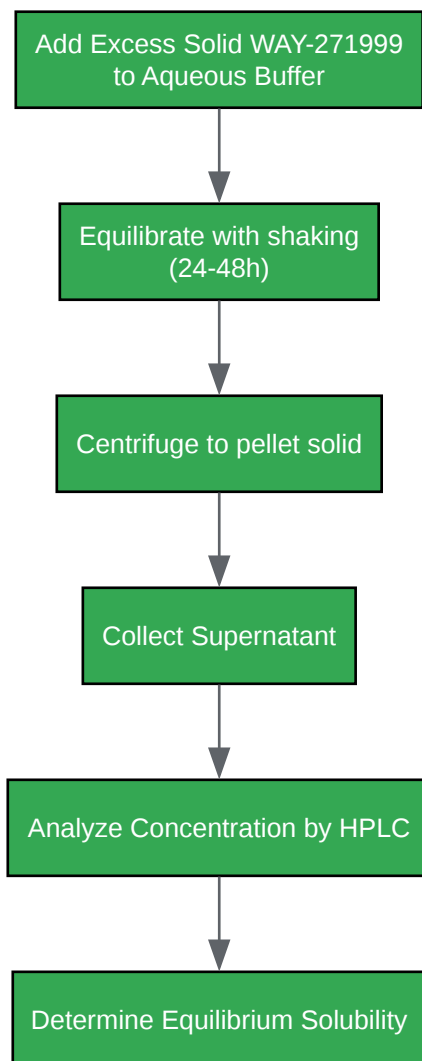 Add Excess Solid WAY-271999
to Aqueous Buffer
Equilibrate with shaking
(24-48h)
Centrifuge to pellet solid
Collect Supernatant
Analyze Concentration by HPLC
Determine Equilibrium Solubility